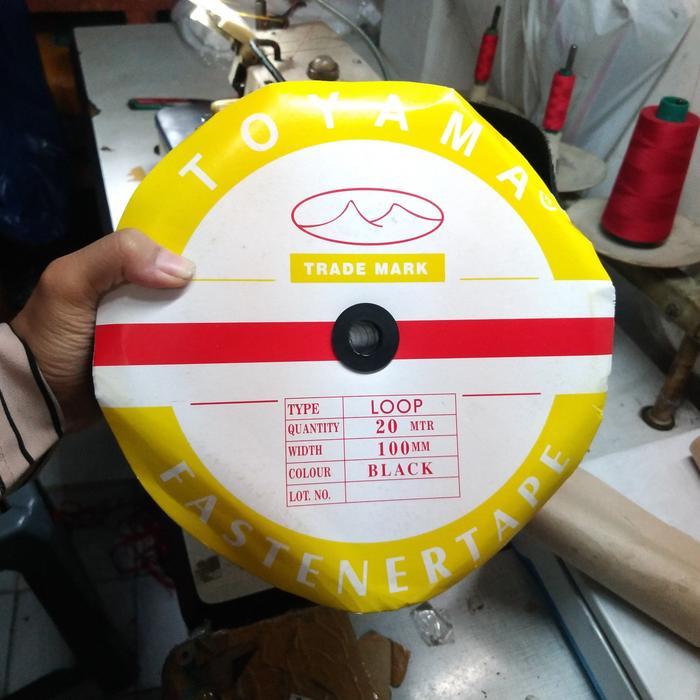 TOYAMA®
TRADE MARK
TYPE LOOP
QUANTITY 20 MTR
WIDTH 100MM
COLOUR BLACK
LOT. NO.
FASTENERTAPE